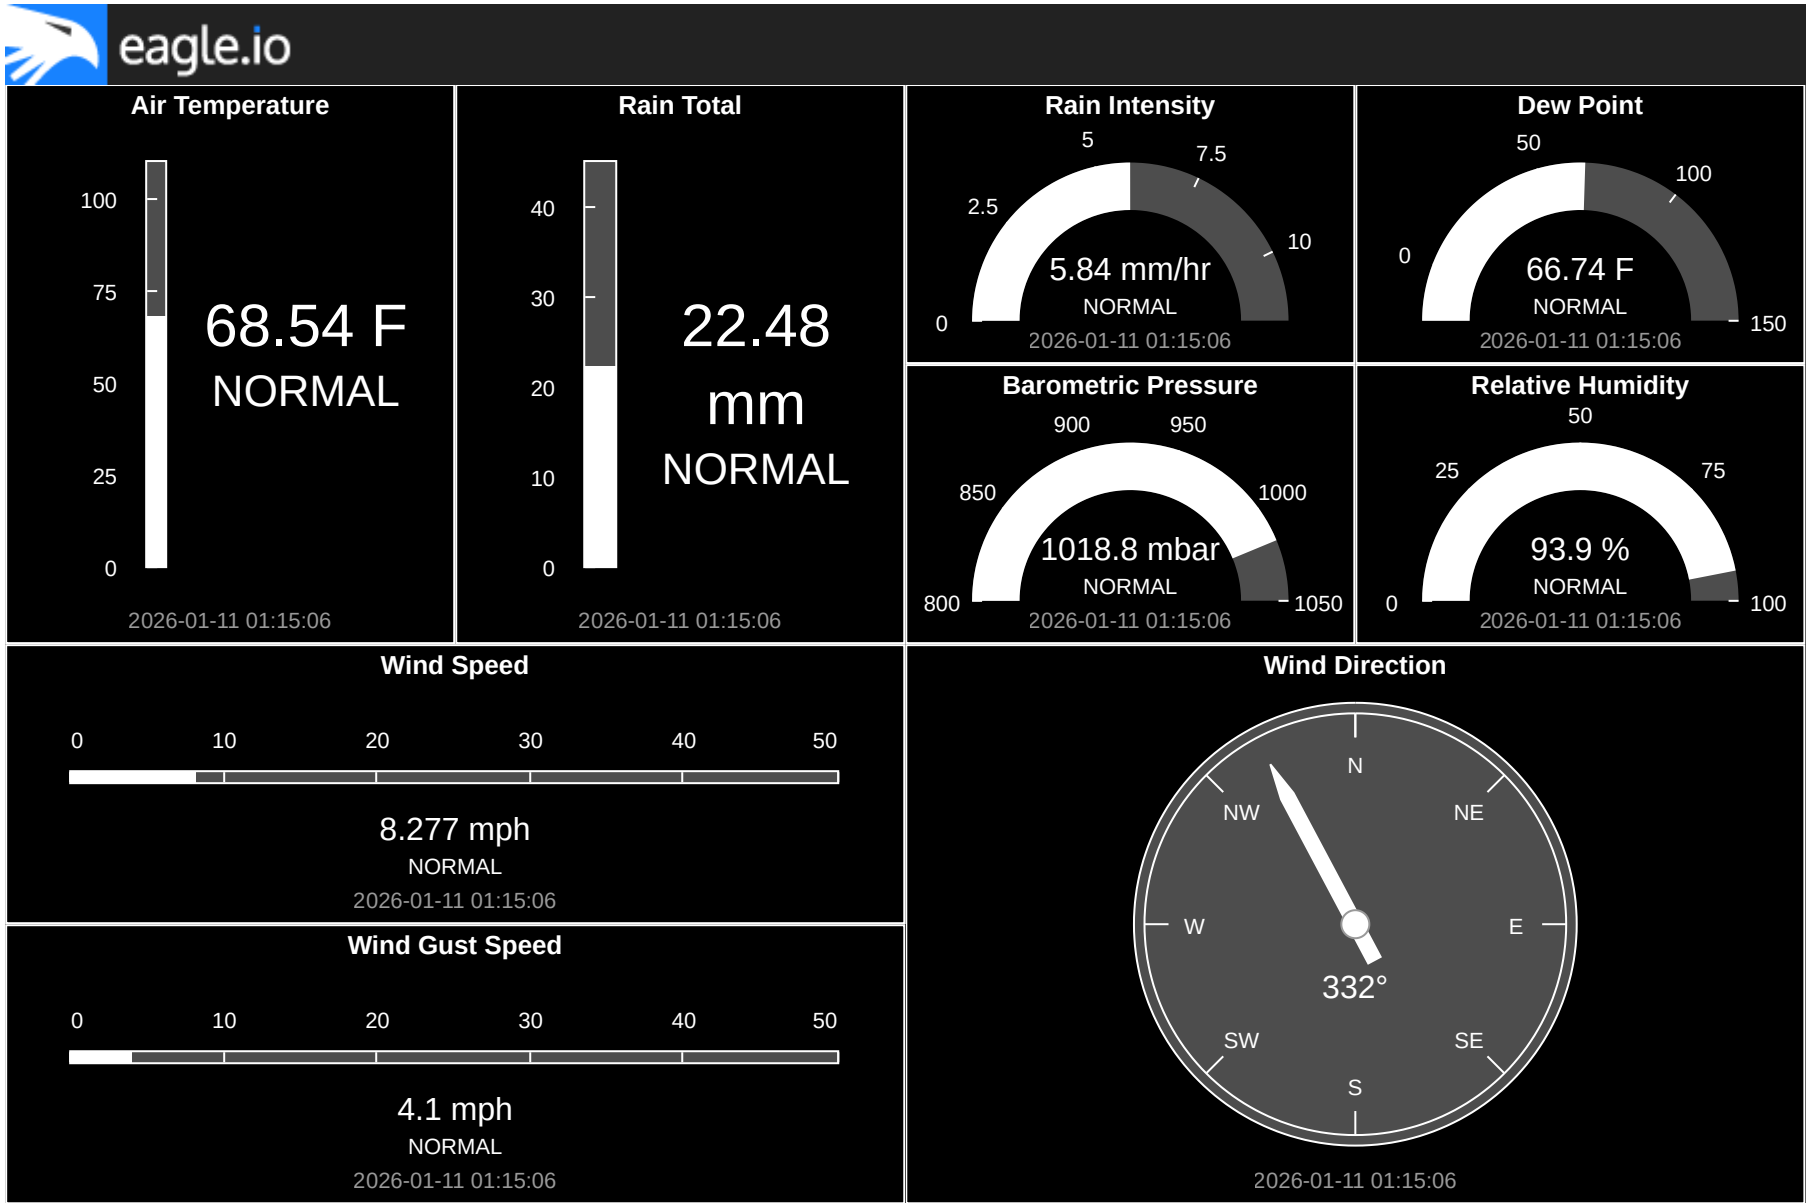 eagle.io
Air Temperature
100
75
50
25
0
68.54 F
NORMAL
2026-01-11 01:15:06
Rain Total
40
30
20
10
0
22.48
mm
NORMAL
2026-01-11 01:15:06
Rain Intensity
0
2.5
5
7.5
10
5.84 mm/hr
NORMAL
2026-01-11 01:15:06
Dew Point
0
50
100
150
66.74 F
NORMAL
2026-01-11 01:15:06
Barometric Pressure
800
850
900
950
1000
1050
1018.8 mbar
NORMAL
2026-01-11 01:15:06
Relative Humidity
0
25
50
75
100
93.9 %
NORMAL
2026-01-11 01:15:06
Wind Speed
0 10 20 30 40 50
8.277 mph
NORMAL
2026-01-11 01:15:06
Wind Gust Speed
0 10 20 30 40 50
4.1 mph
NORMAL
2026-01-11 01:15:06
Wind Direction
N
NW NE
W E
332°
SW SE
S
2026-01-11 01:15:06